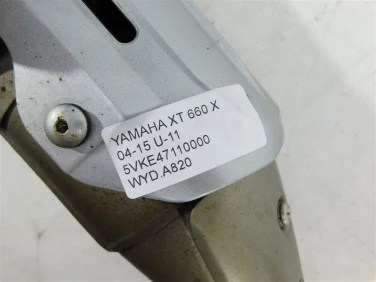 YAMAHA XT 660 X
04-15 U-11
5VKE47110000
WYD.A820